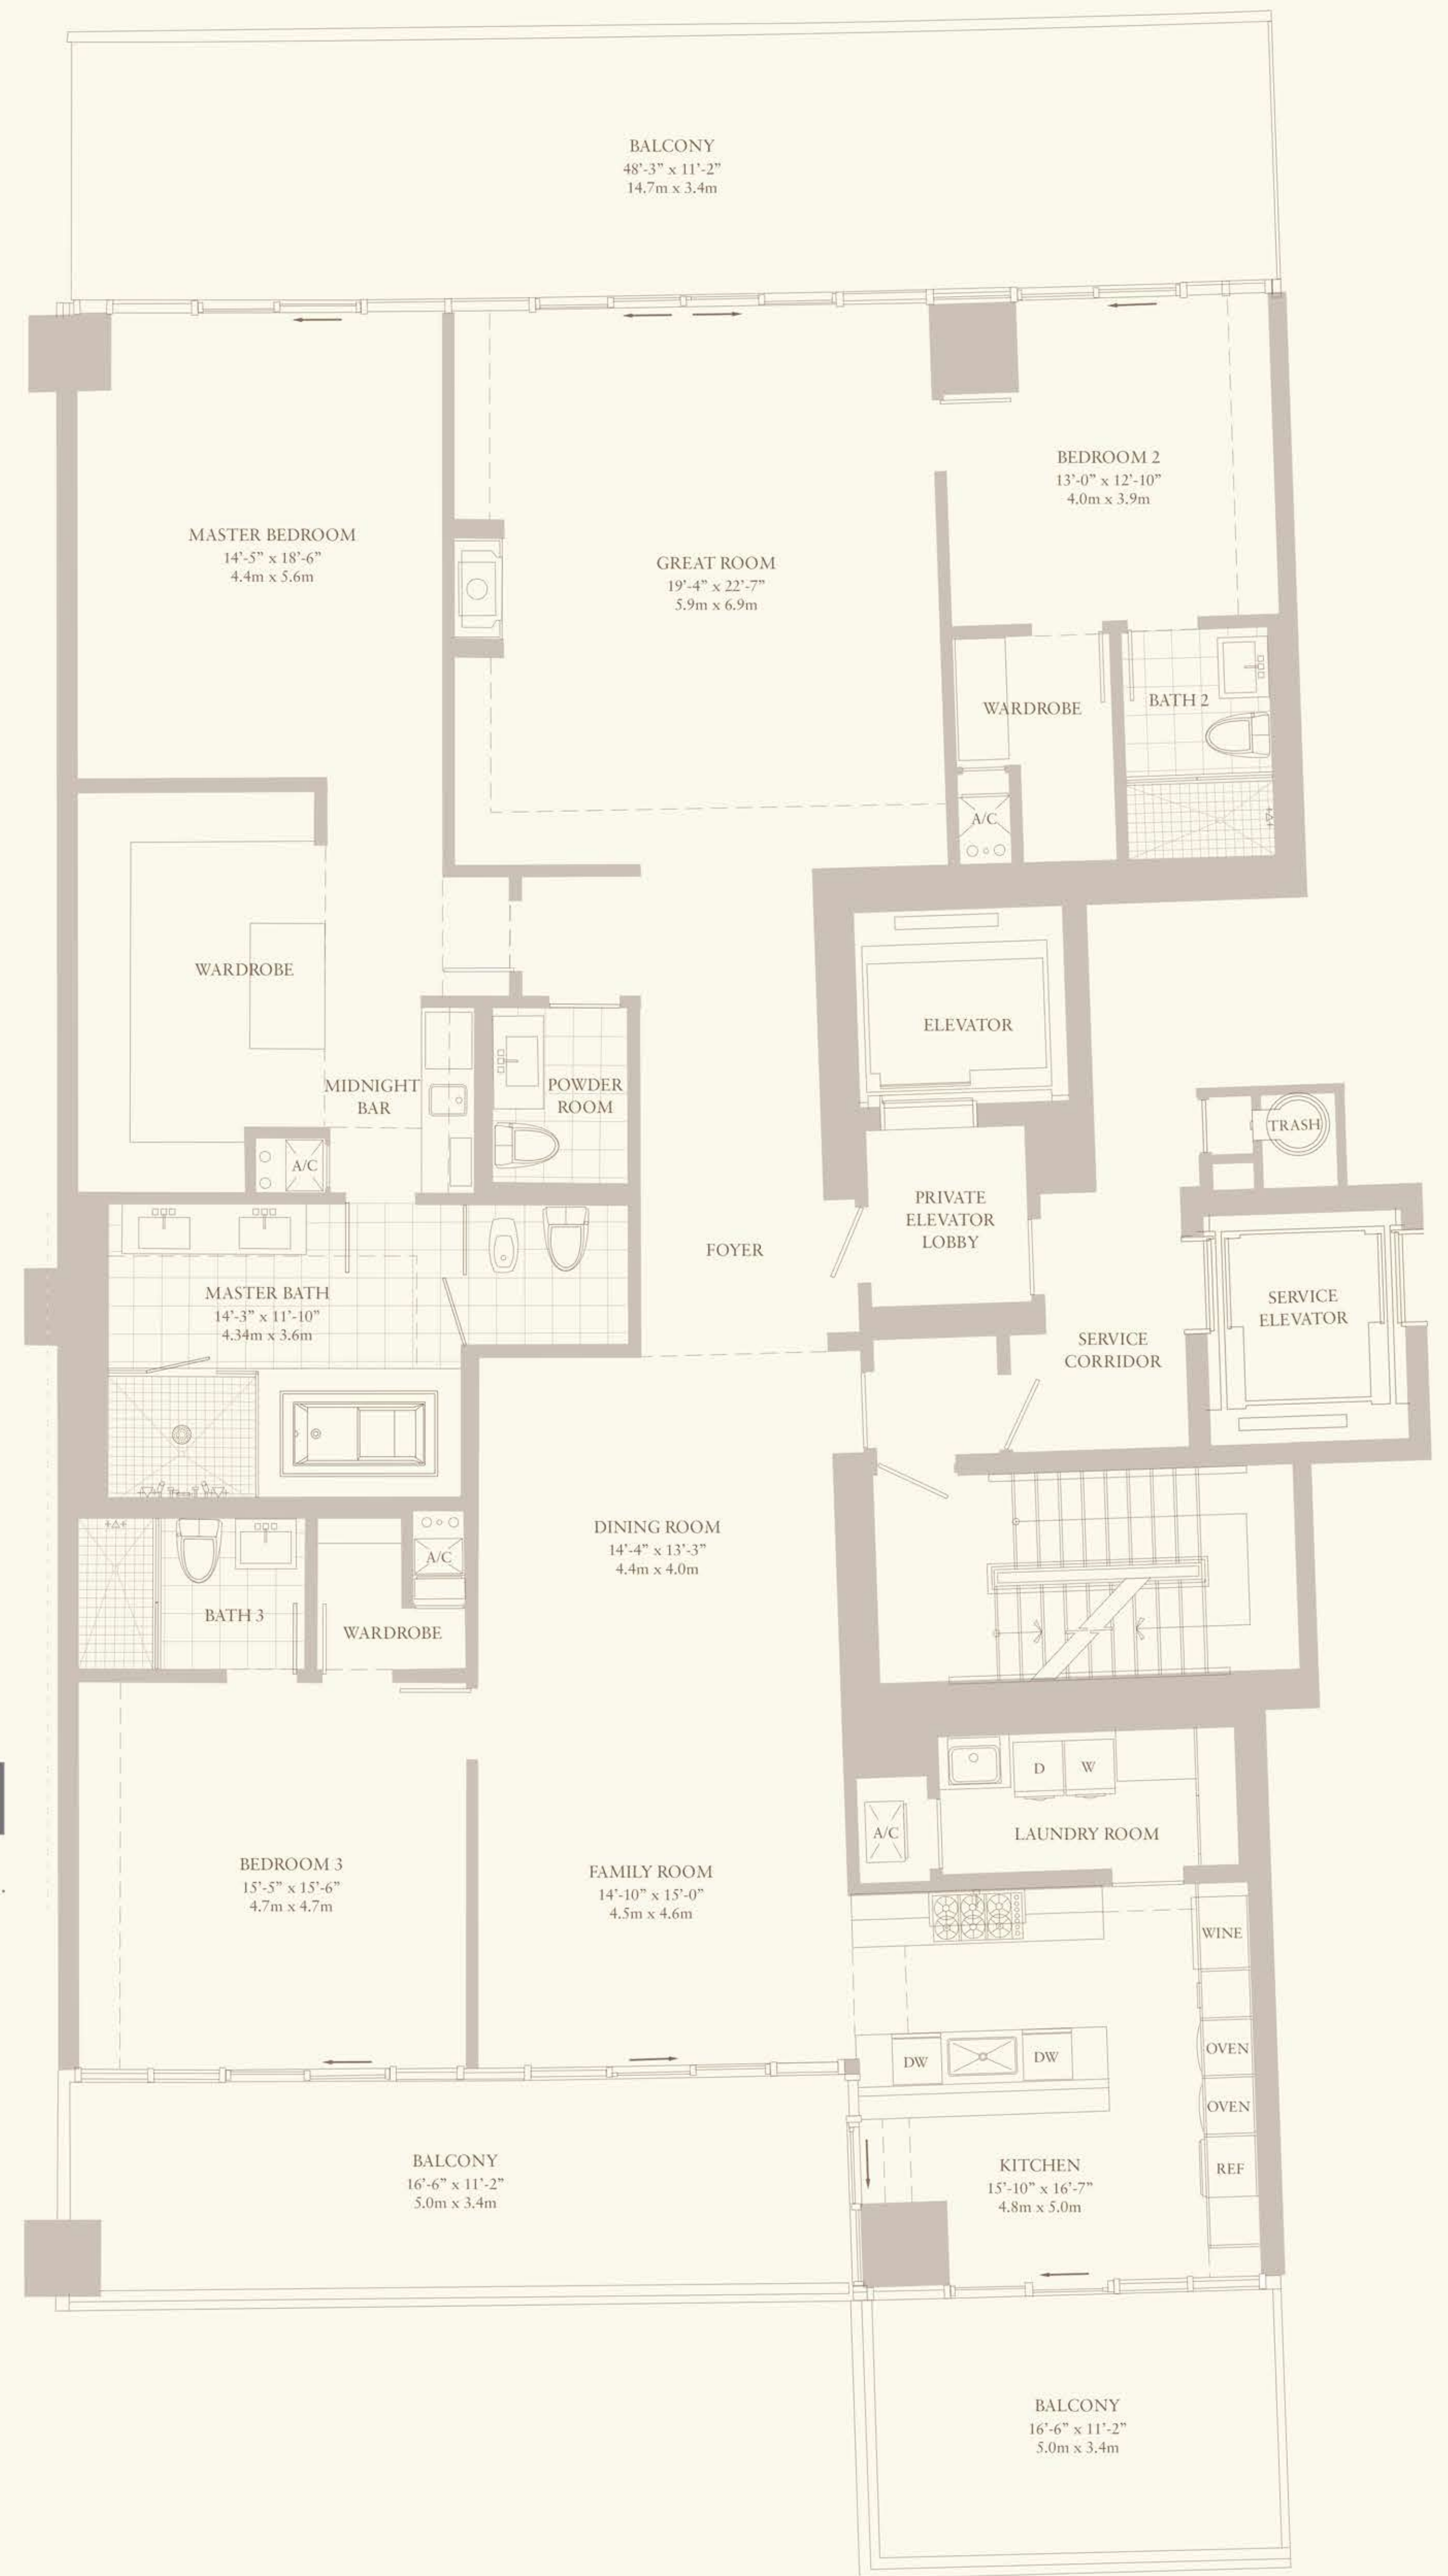 BALCONY
48'-3” x 11'-2”
14.7m x 3.4m
BEDROOM 2
13'-0” x 12'-10”
4.0m x 3.9m
MASTER BEDROOM
14'-5” x 18'-6”
4.4m x 5.6m
GREAT ROOM
19'-4” x 22'-7”
5.9m x 6.9m
WARDROBE
BATH 2
A/C
WARDROBE
ELEVATOR
MIDNIGHT
BAR
POWDER
ROOM
TRASH
A/C
PRIVATE
ELEVATOR
LOBBY
FOYER
MASTER BATH
14'-3” x 11'-10”
4.34m x 3.6m
SERVICE
ELEVATOR
SERVICE
CORRIDOR
DINING ROOM
14'-4” x 13'-3”
4.4m x 4.0m
A/C
BATH 3
WARDROBE
D
W
A/C
LAUNDRY ROOM
BEDROOM 3
15'-5” x 15'-6”
4.7m x 4.7m
FAMILY ROOM
14'-10” x 15'-0”
4.5m x 4.6m
WINE
OVEN
DW
DW
OVEN
BALCONY
16'-6” x 11'-2”
5.0m x 3.4m
KITCHEN
15'-10” x 16'-7”
4.8m x 5.0m
REF
BALCONY
16'-6” x 11'-2”
5.0m x 3.4m